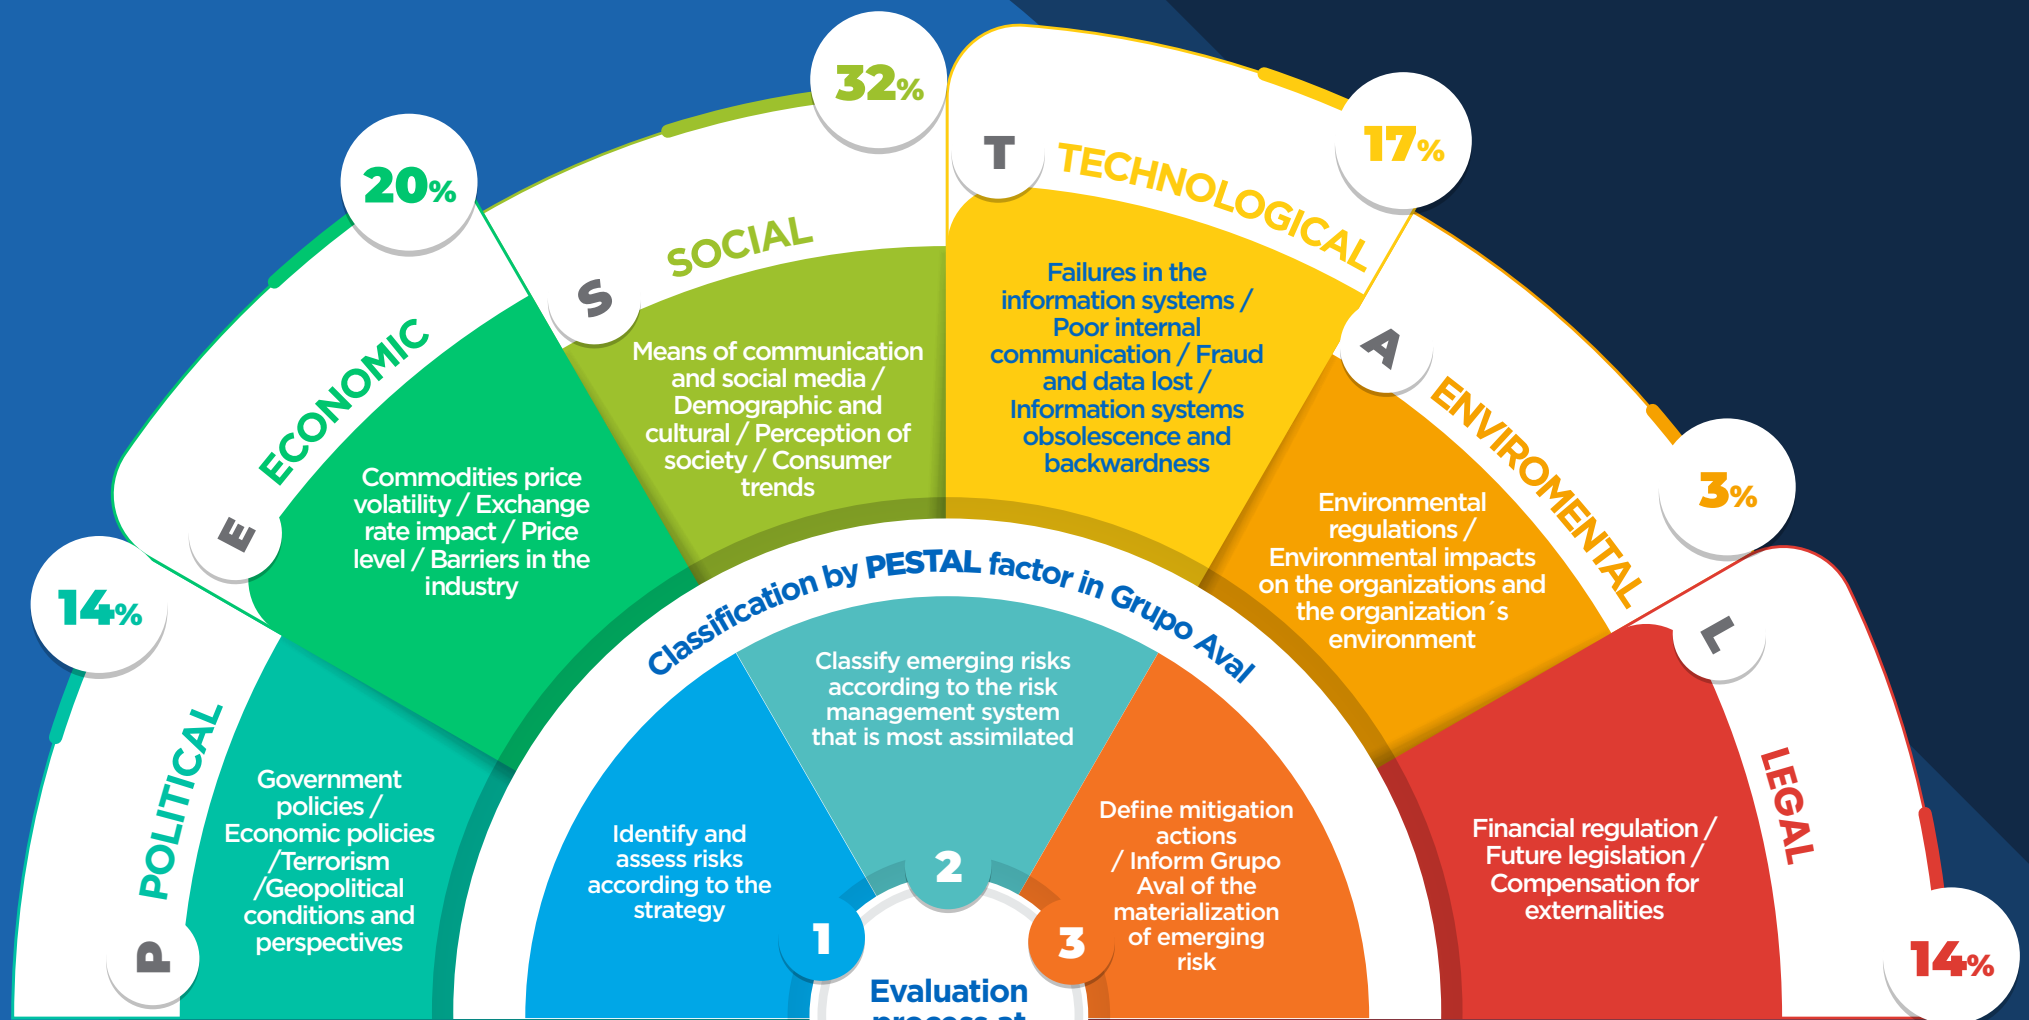 14%
P
POLITICAL
Government
policies /
Economic policies
/Terrorism
/Geopolitical
conditions and
perspectives
20%
E
ECONOMIC
Commodities price
volatility / Exchange
rate impact / Price
level / Barriers in the
industry
32%
S
SOCIAL
Means of communication
and social media /
Demographic and
cultural / Perception of
society / Consumer
trends
17%
T
TECHNOLOGICAL
Failures in the
information systems /
Poor internal
communication / Fraud
and data lost /
Information systems
obsolescence and
backwardness
3%
A
ENVIROMENTAL
Environmental
regulations /
Environmental impacts
on the organizations and
the organization´s
environment
14%
L
LEGAL
Financial regulation /
Future legislation /
Compensation for
externalities
Classification by PESTAL factor in Grupo Aval
1
Identify and
assess risks
according to the
strategy
2
Classify emerging risks
according to the risk
management system
that is most assimilated
3
Define mitigation
actions
/ Inform Grupo
Aval of the
materialization
of emerging
risk
Evaluation
process at